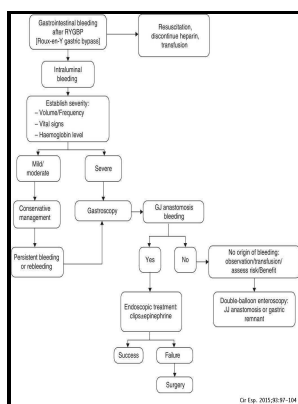 Gastrointestinal bleeding
after RYGBP
[Roux-en-Y gastric bypass]
Resuscitation,
discontinue heparin,
transfusion
Intraluminal
bleeding
Establish severity:
– Volume/Frequency
– Vital signs
– Haemoglobin level
Mild/
moderate
Severe
Conservative
management
Gastroscopy
GJ anastomosis
bleeding
Persistent bleeding
or rebleeding
Yes
No
No origin of bleeding:
observation/transfusion/
assess risk/Benefit
Endoscopic treatment:
clips±epinephrine
Double-balloon enteroscopy:
JJ anastomosis or gastric
remnant
Success
Failure
Surgery
Cir Esp. 2015;93:97–104